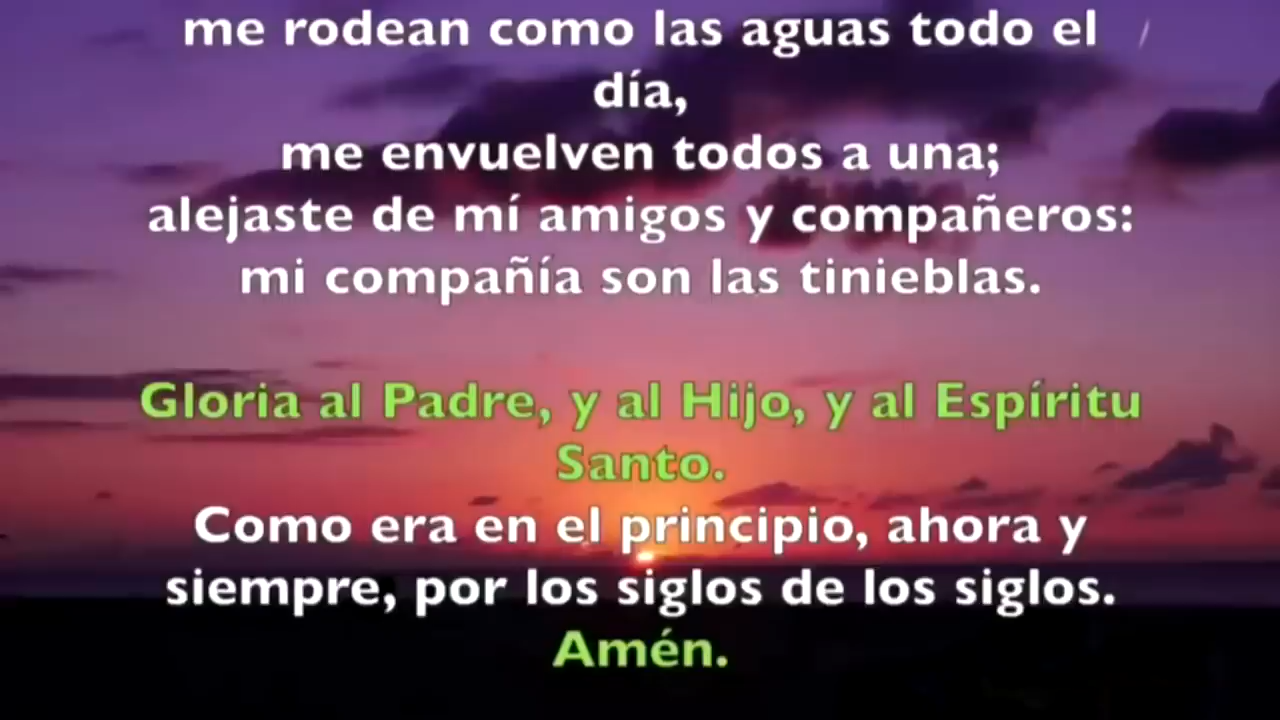 me rodean como las aguas todo el
día,
me envuelven todos a una;
alejaste de mí amigos y compañeros:
mi compañía son las tinieblas.
Gloria al Padre, y al Hijo, y al Espíritu
Santo.
Como era en el principio, ahora y
siempre, por los siglos de los siglos.
Amén.